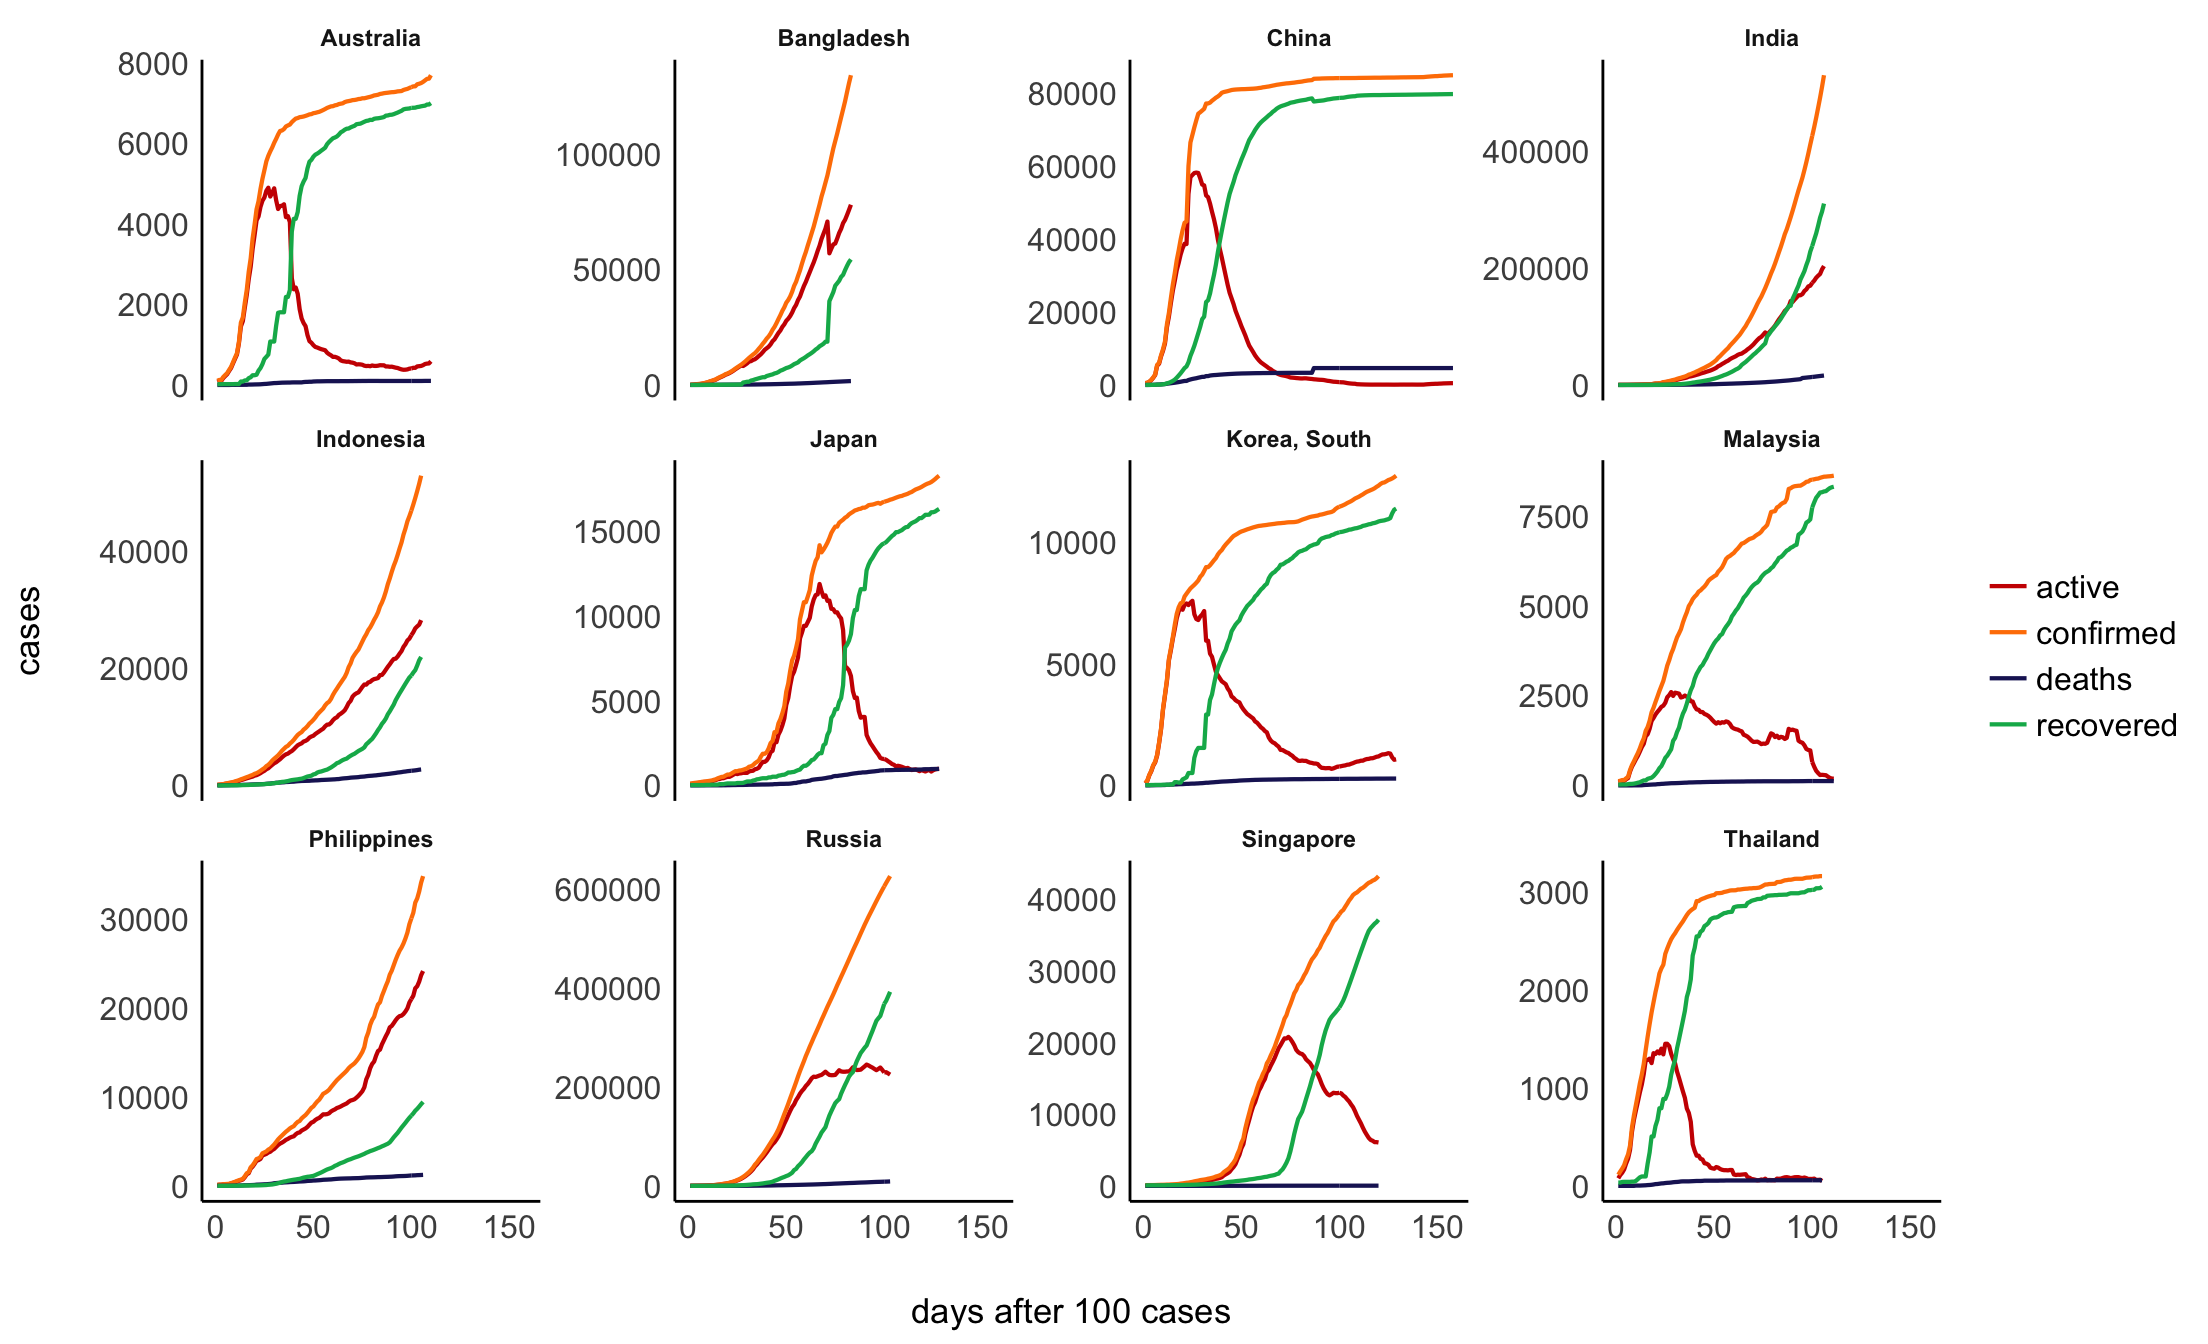 Australia
Bangladesh
China
India
8000
6000
4000
2000
0
100000
50000
0
80000
60000
40000
20000
0
400000
200000
0
Indonesia
Japan
Korea, South
Malaysia
40000
20000
0
15000
10000
5000
0
10000
5000
0
7500
5000
2500
0
Philippines
Russia
Singapore
Thailand
30000
20000
10000
0
600000
400000
200000
0
40000
30000
20000
10000
0
3000
2000
1000
0
0 50 100 150
0 50 100 150
0 50 100 150
0 50 100 150
cases
days after 100 cases
active
confirmed
deaths
recovered